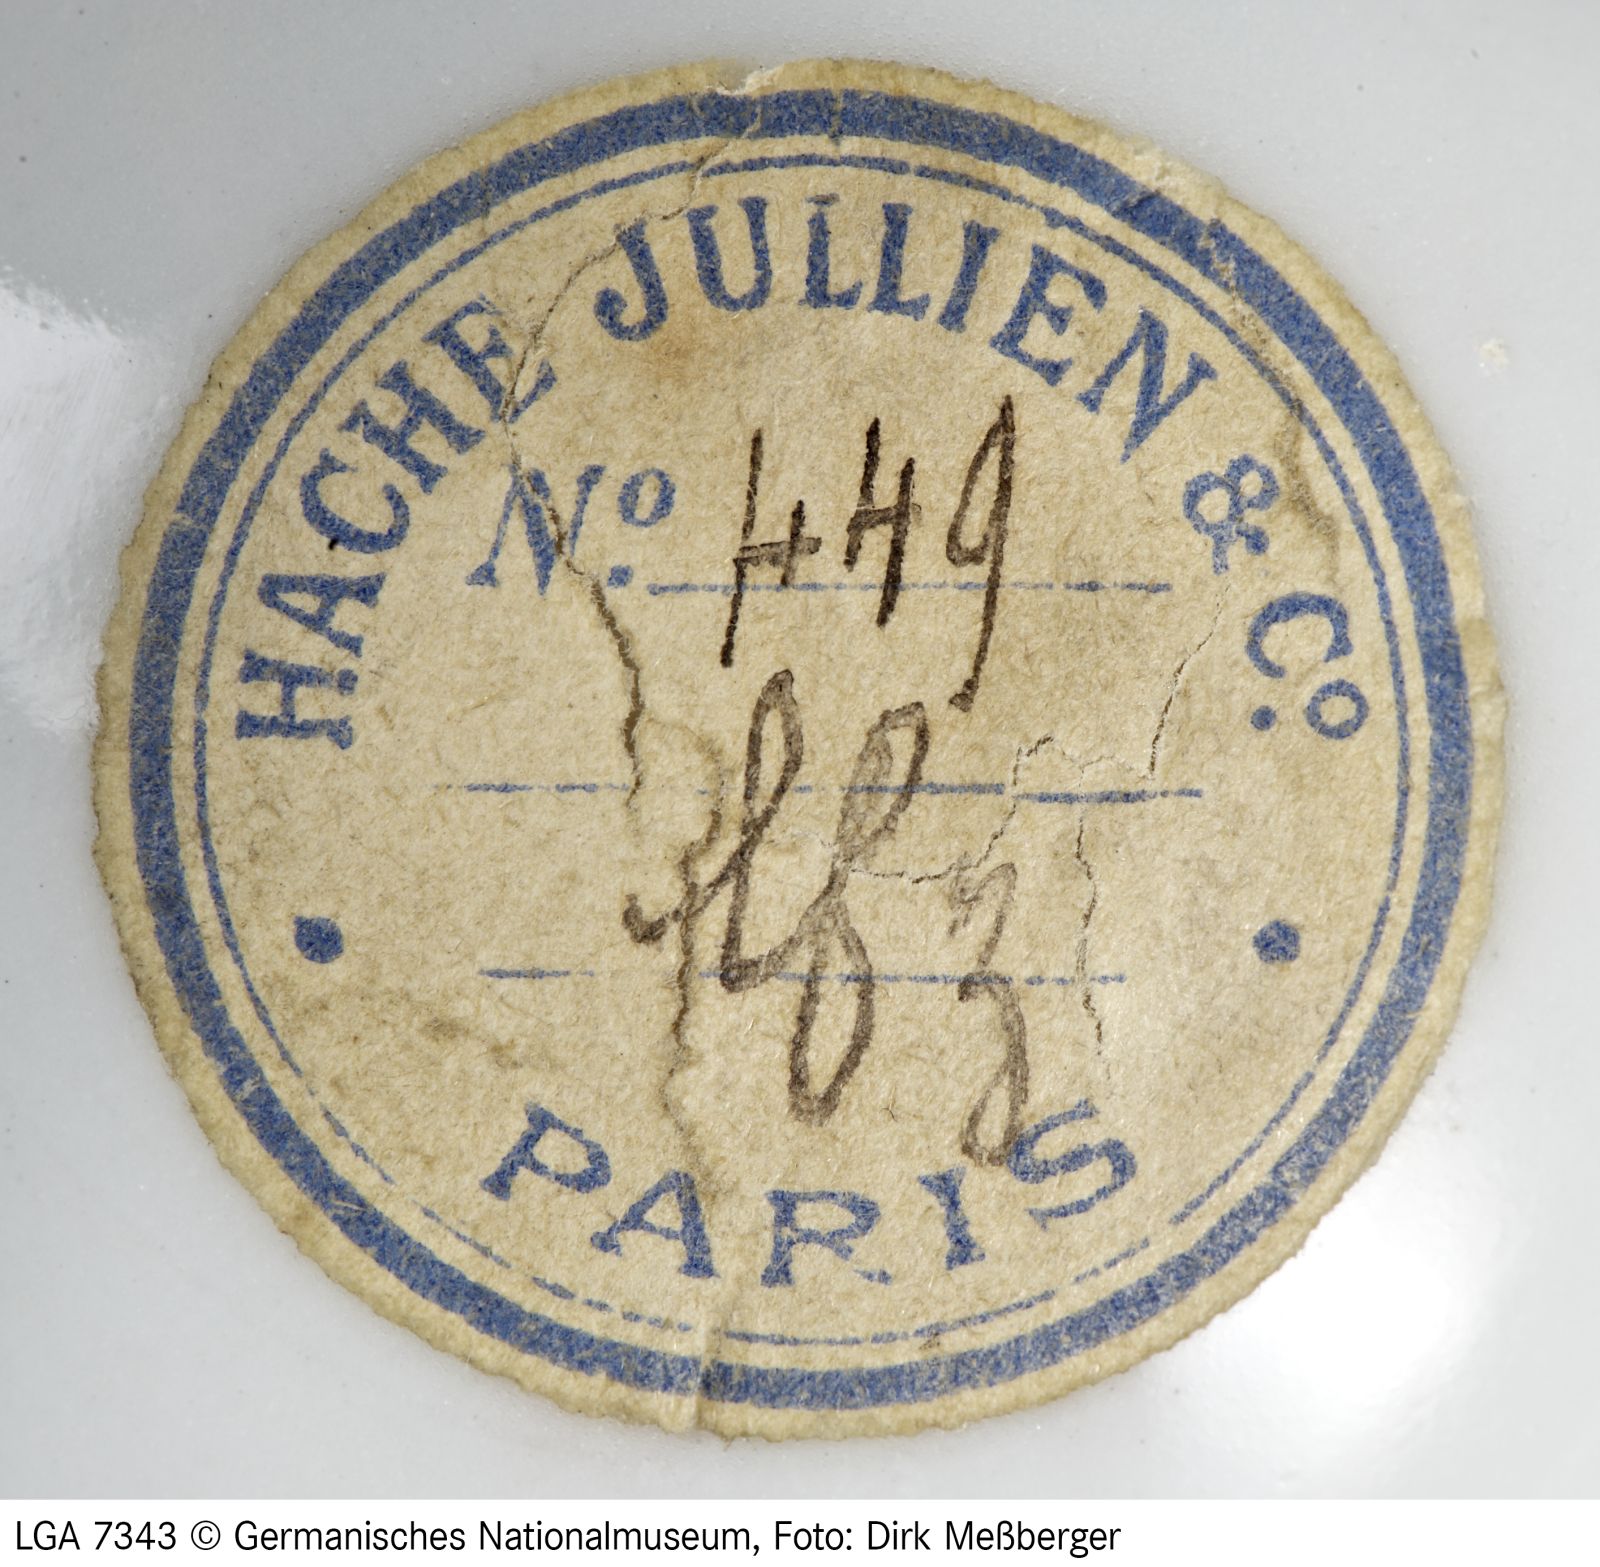 HACHE JULLIEN & Co.
No. 449
PARIS
LGA 7343 © Germanisches Nationalmuseum, Foto: Dirk Meßberger